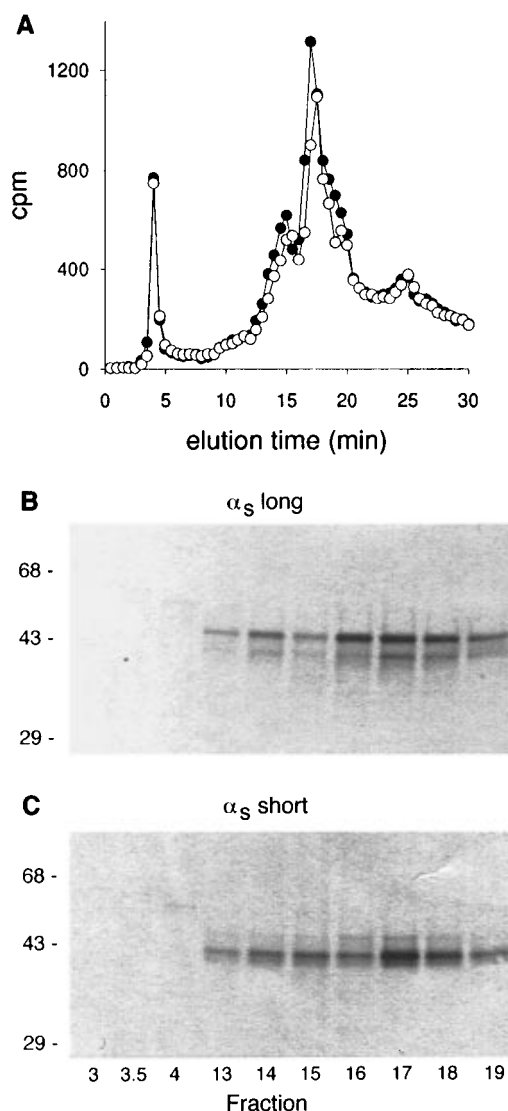 A
1200
800
400
0
cpm
0 5 10 15 20 25 30
elution time (min)
B
αs long
68 -
43 -
29 -
C
αs short
68 -
43 -
29 -
3 3.5 4 13 14 15 16 17 18 19
Fraction